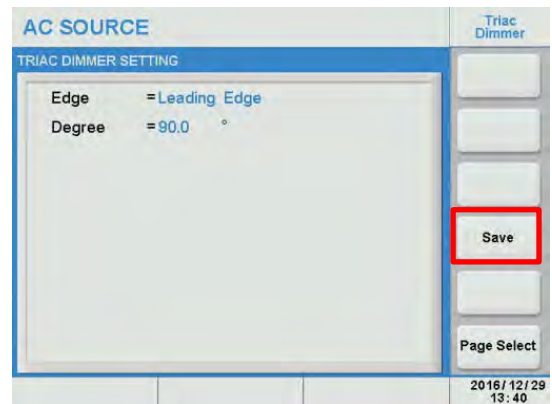 AC SOURCE
Triac
Dimmer
TRIAC DIMMER SETTING
Edge =Leading Edge
Degree =90.0 °
Save
Page Select
2016/12/29
13:40